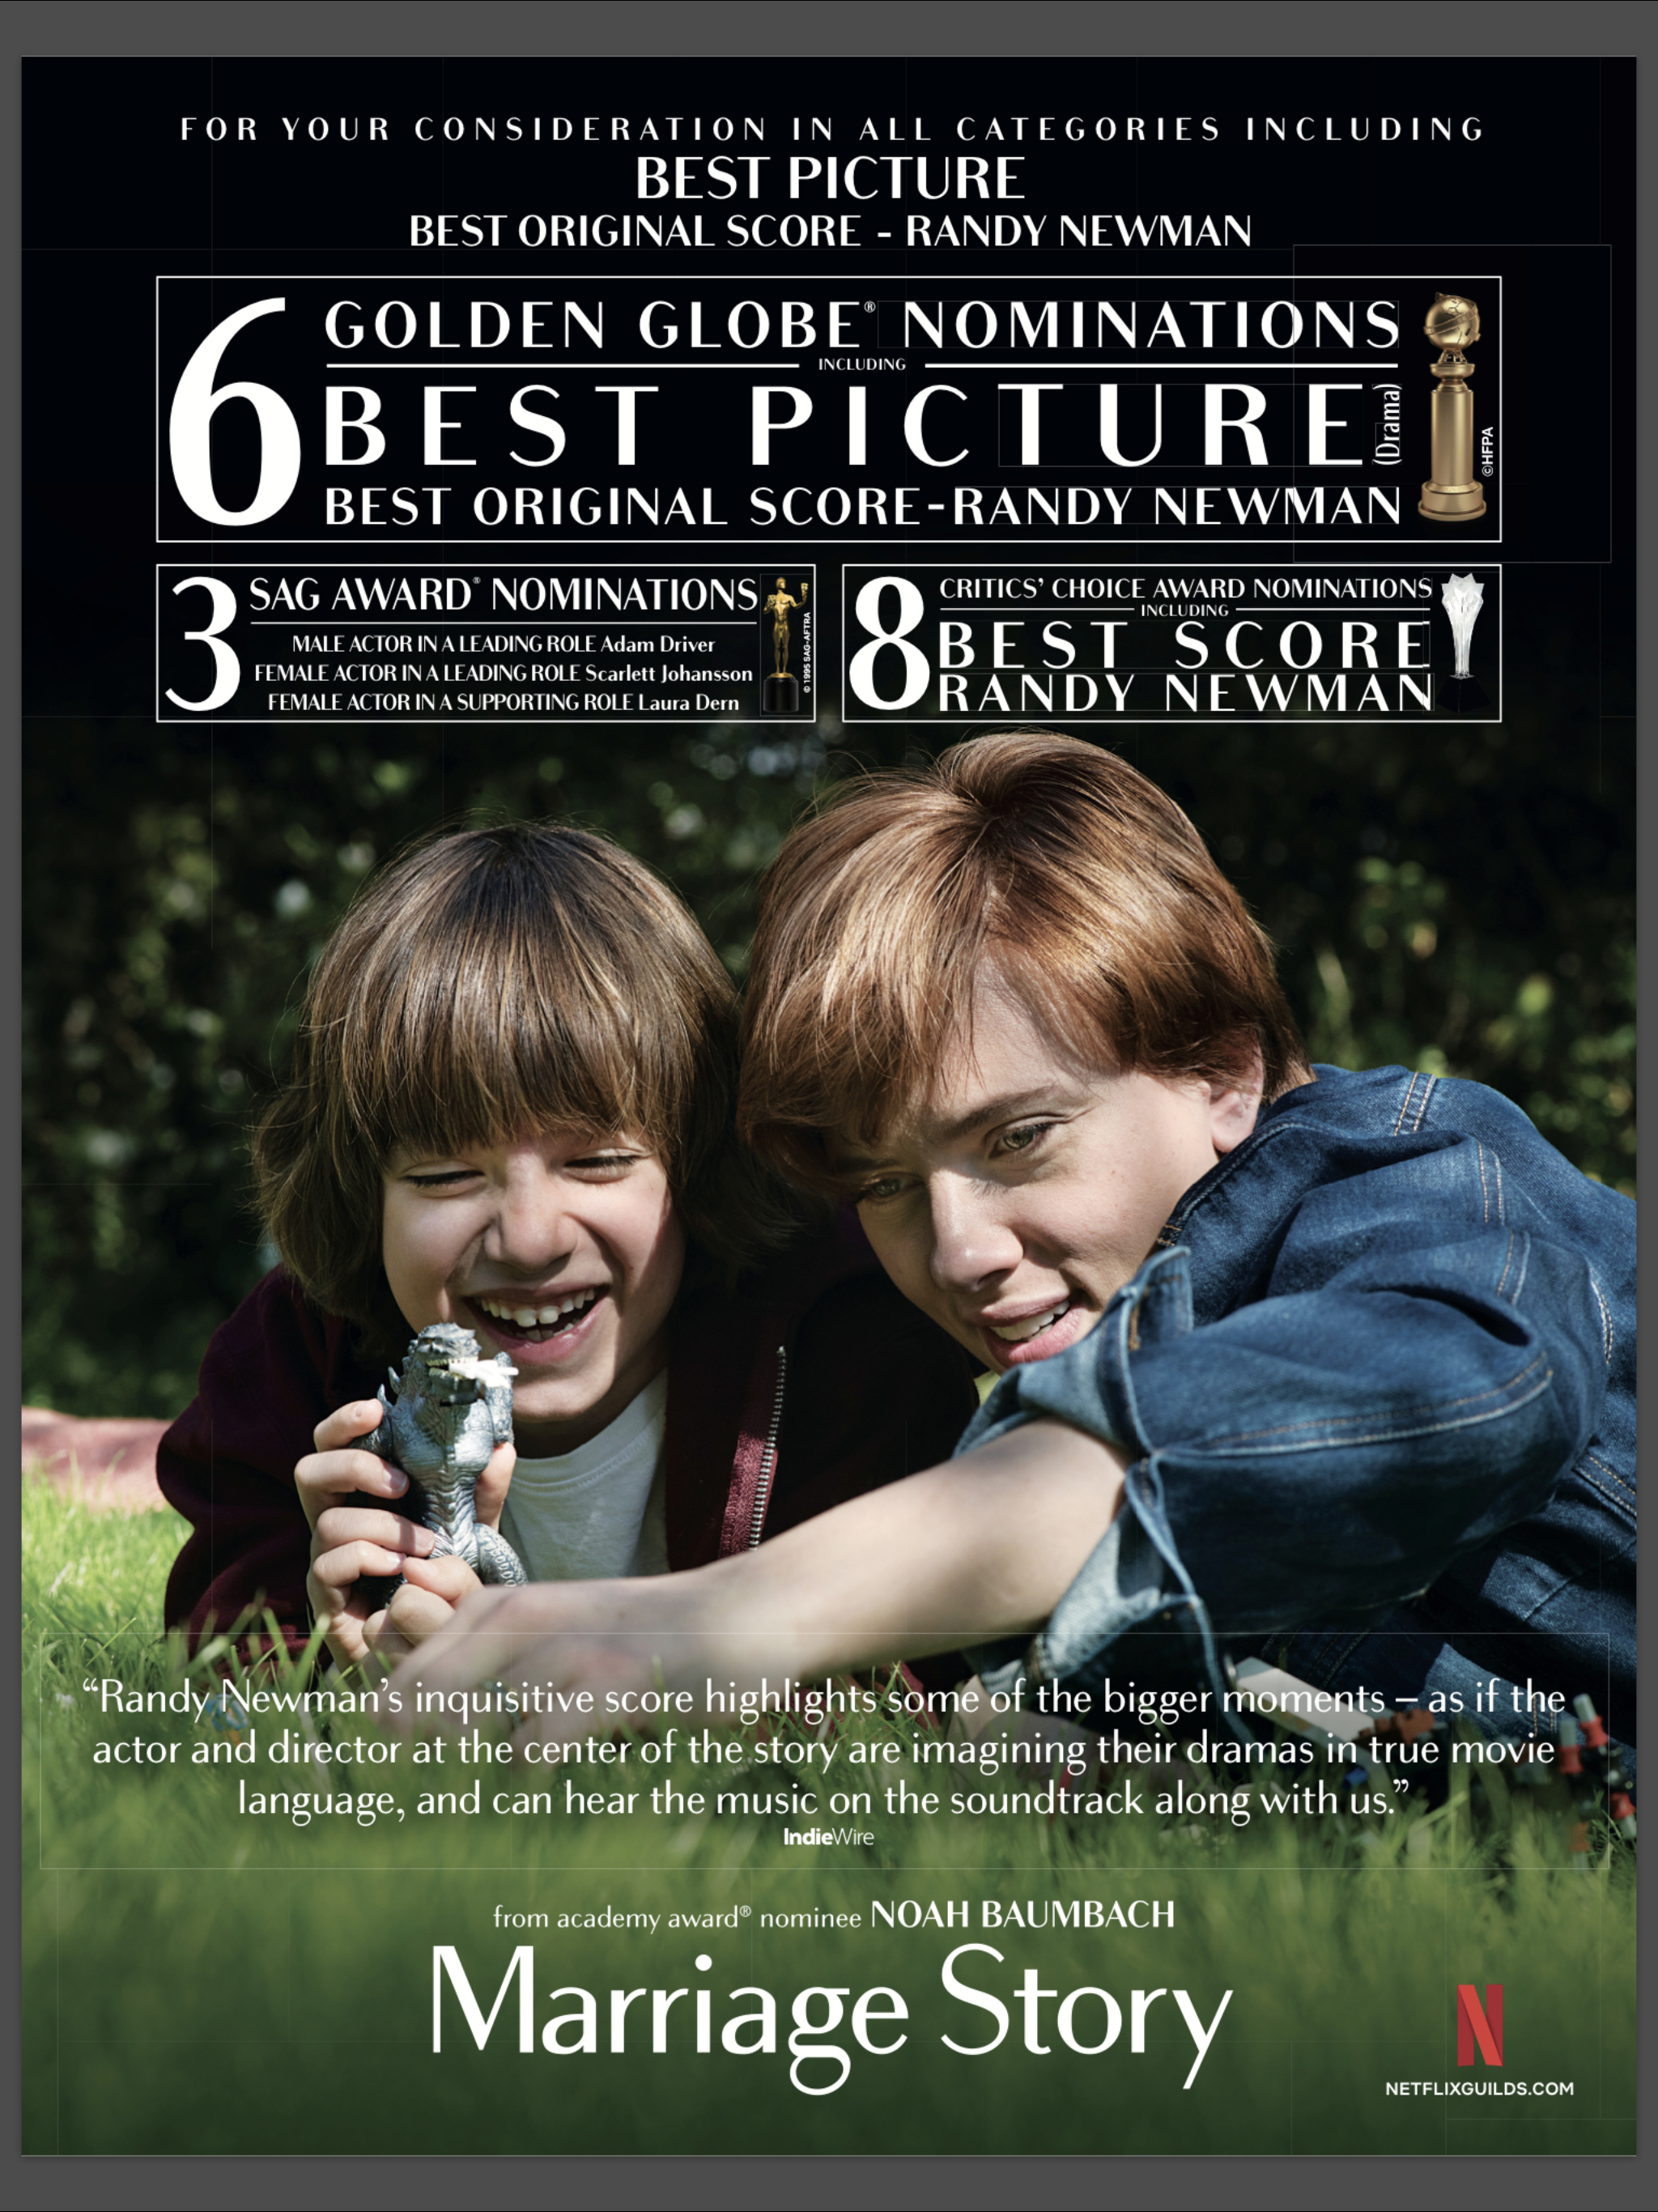 FOR YOUR CONSIDERATION IN ALL CATEGORIES INCLUDING
BEST PICTURE
BEST ORIGINAL SCORE - RANDY NEWMAN
6
GOLDEN GLOBE® NOMINATIONS
INCLUDING
BEST PICTURE (Drama)
BEST ORIGINAL SCORE-RANDY NEWMAN
©HFPA
3
SAG AWARD® NOMINATIONS
MALE ACTOR IN A LEADING ROLE Adam Driver
FEMALE ACTOR IN A LEADING ROLE Scarlett Johansson
FEMALE ACTOR IN A SUPPORTING ROLE Laura Dern
© 1995 SAG-AFTRA
8
CRITICS’ CHOICE AWARD NOMINATIONS
INCLUDING
BEST SCORE
RANDY NEWMAN
“Randy Newman’s inquisitive score highlights some of the bigger moments – as if the
actor and director at the center of the story are imagining their dramas in true movie
language, and can hear the music on the soundtrack along with us.”
IndieWire
from academy award® nominee NOAH BAUMBACH
Marriage Story
N
NETFLIXGUILDS.COM